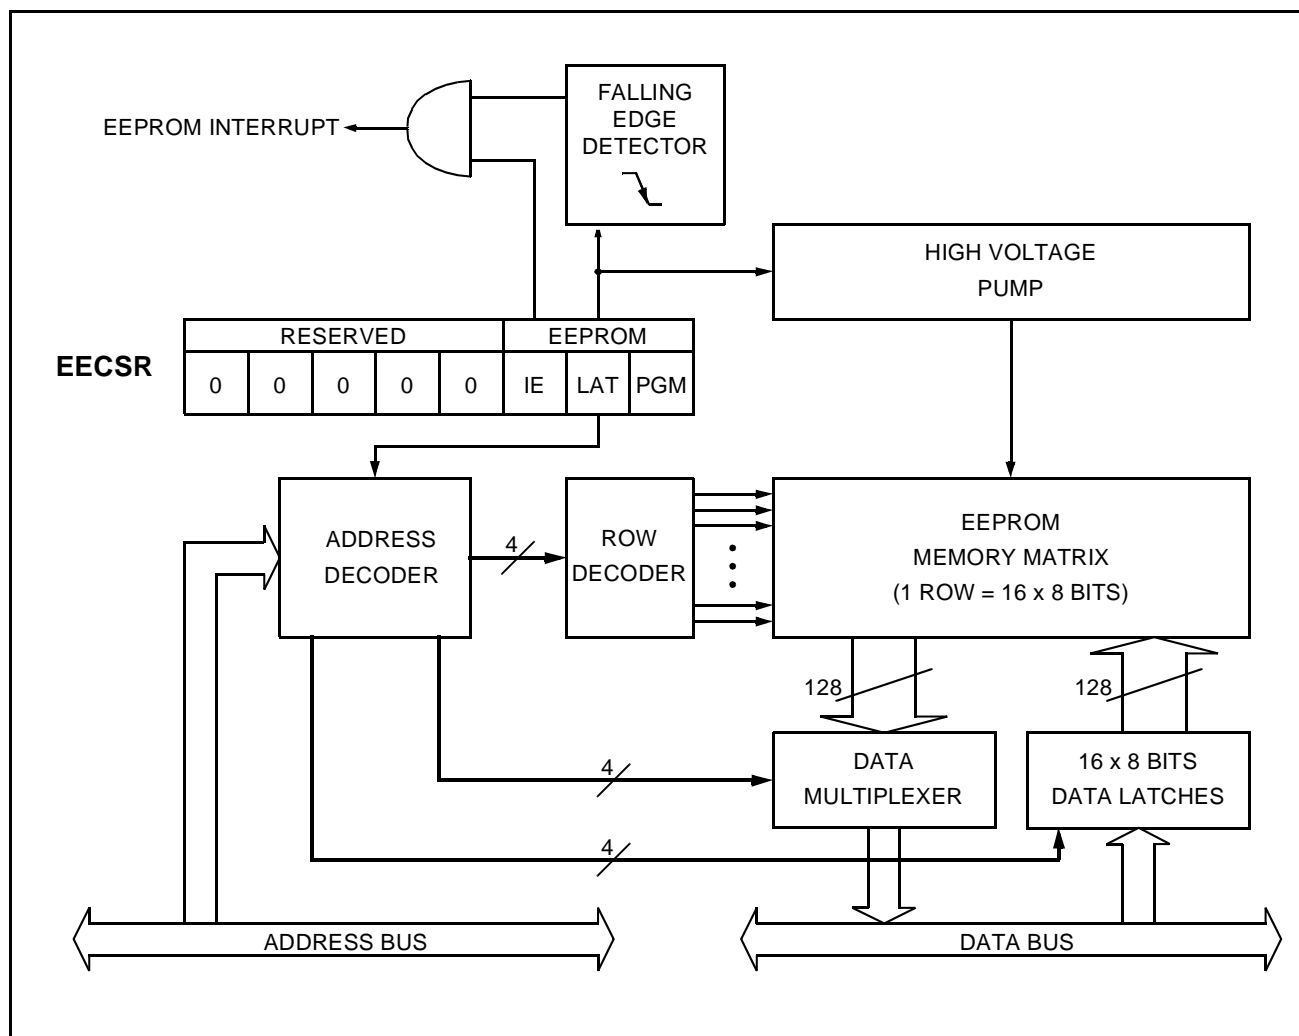 FALLING
EDGE
DETECTOR
EEPROM INTERRUPT
HIGH VOLTAGE
PUMP
RESERVED
EEPROM
EECSR
0 0 0 0 0 IE LAT PGM
ADDRESS
DECODER
4
ROW
DECODER
EEPROM
MEMORY MATRIX
(1 ROW = 16 x 8 BITS)
128
128
4
DATA
MULTIPLEXER
16 x 8 BITS
DATA LATCHES
4
ADDRESS BUS
DATA BUS